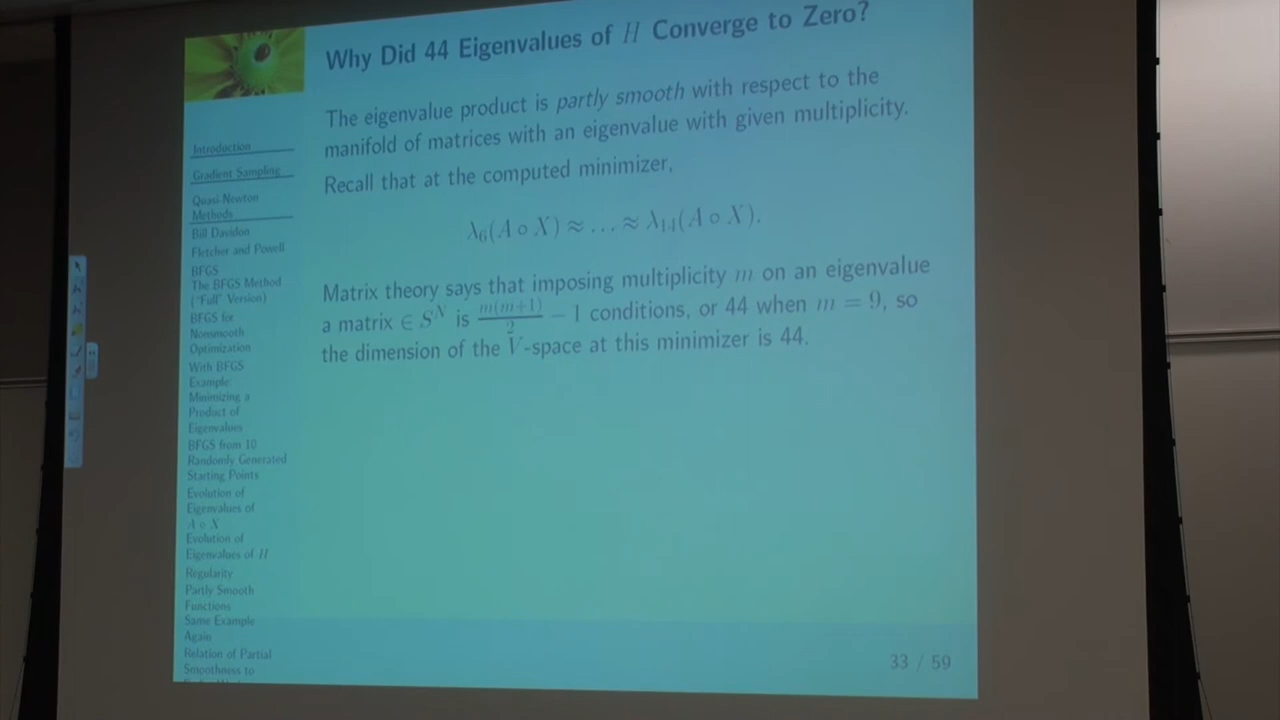 Why Did 44 Eigenvalues of H Converge to Zero?
The eigenvalue product is partly smooth with respect to the
manifold of matrices with an eigenvalue with given multiplicity.
Recall that at the computed minimizer,
λ₆(A ∘ X) ≈ … ≈ λ₁₄(A ∘ X).
Matrix theory says that imposing multiplicity m on an eigenvalue
a matrix ∈ S^N is m(m+1)/2 − 1 conditions, or 44 when m = 9, so
the dimension of the V-space at this minimizer is 44.
Introduction
Gradient Sampling
Quasi-Newton
Methods
Bill Davidon
Fletcher and Powell
BFGS
The BFGS Method
("Full" Version)
BFGS for
Nonsmooth
Optimization
With BFGS
Example:
Minimizing a
Product of
Eigenvalues
BFGS from 10
Randomly Generated
Starting Points
Evolution of
Eigenvalues of
A ∘ X
Evolution of
Eigenvalues of H
Regularity
Partly Smooth
Functions
Same Example
Again
Relation of Partial
Smoothness to
33 / 59